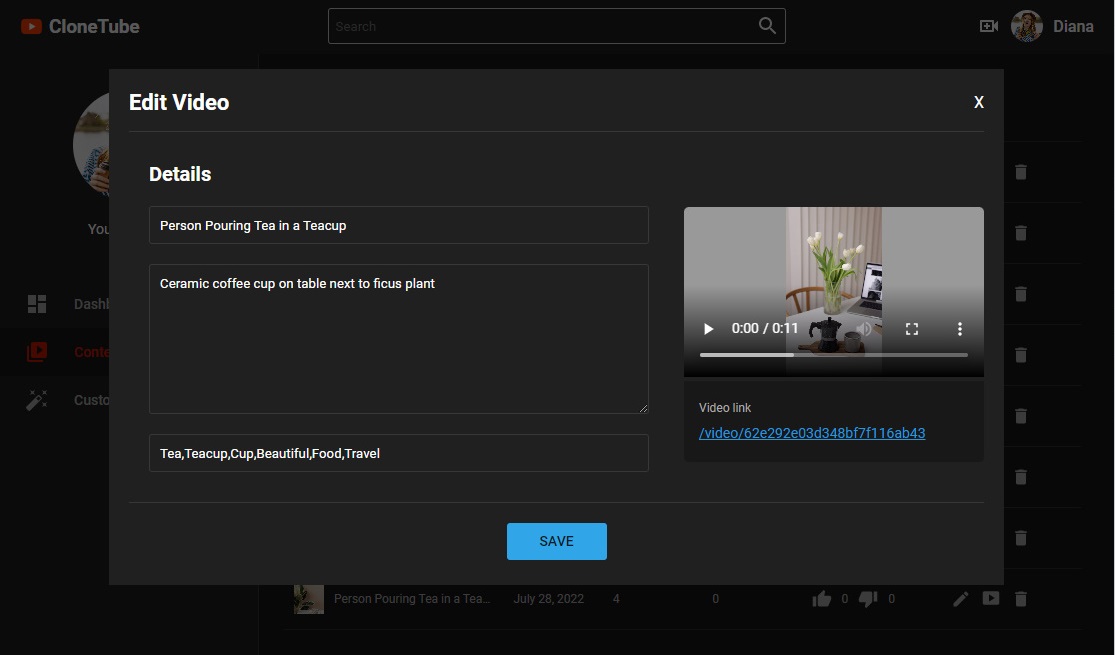 CloneTube
Search
Diana
Edit Video
X
Details
Person Pouring Tea in a Teacup
Ceramic coffee cup on table next to ficus plant
0:00 / 0:11
Video link
/video/62e292e03d348bf7f116ab43
Tea,Teacup,Cup,Beautiful,Food,Travel
SAVE
You
Dashb
Conte
Custo
Person Pouring Tea in a Tea... July 28, 2022 4 0 0 0